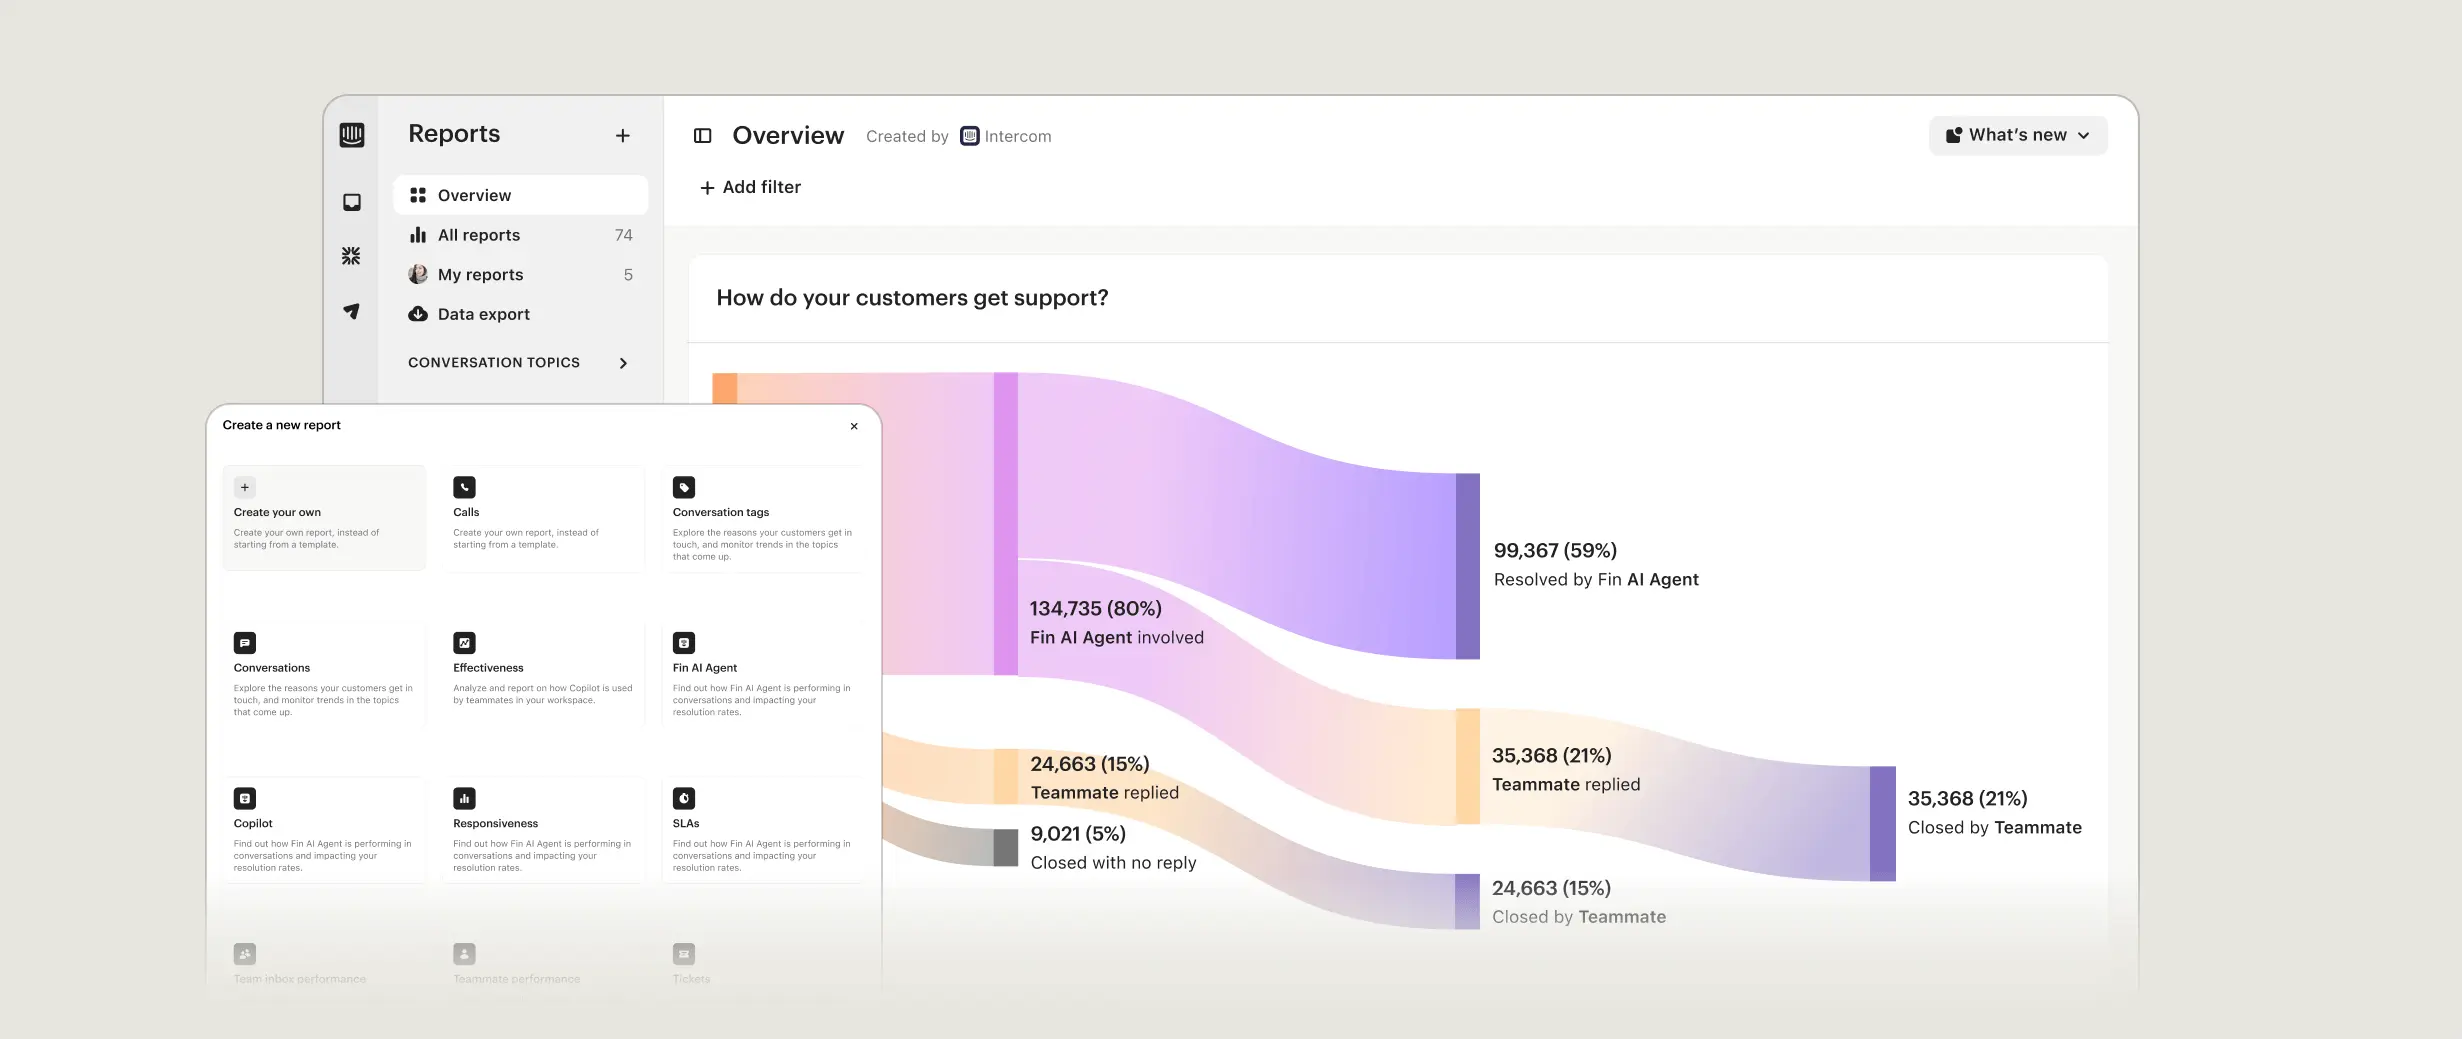 Reports
Overview
All reports 74
My reports 5
Data export
CONVERSATION TOPICS
Overview Created by Intercom
What's new
Add filter
How do your customers get support?
134,735 (80%)
Fin AI Agent involved
24,663 (15%)
Teammate replied
9,021 (5%)
Closed with no reply
99,367 (59%)
Resolved by Fin AI Agent
35,368 (21%)
Teammate replied
24,663 (15%)
Closed by Teammate
35,368 (21%)
Closed by Teammate
Create a new report
Create your own
Create your own report, instead of
starting from a template.
Calls
Create your own report, instead of
starting from a template.
Conversation tags
Explore the reasons your customers get in
touch, and monitor trends in the topics
that come up.
Conversations
Explore the reasons your customers get in
touch, and monitor trends in the topics
that come up.
Effectiveness
Analyze and report on how Copilot is used
by teammates in your workspace.
Fin AI Agent
Find out how Fin AI Agent is performing in
conversations and impacting your
resolution rates.
Copilot
Find out how Fin AI Agent is performing in
conversations and impacting your
resolution rates.
Responsiveness
Find out how Fin AI Agent is performing in
conversations and impacting your
resolution rates.
SLAs
Find out how Fin AI Agent is performing in
conversations and impacting your
resolution rates.
Team inbox performance
Teammate performance
Tickets